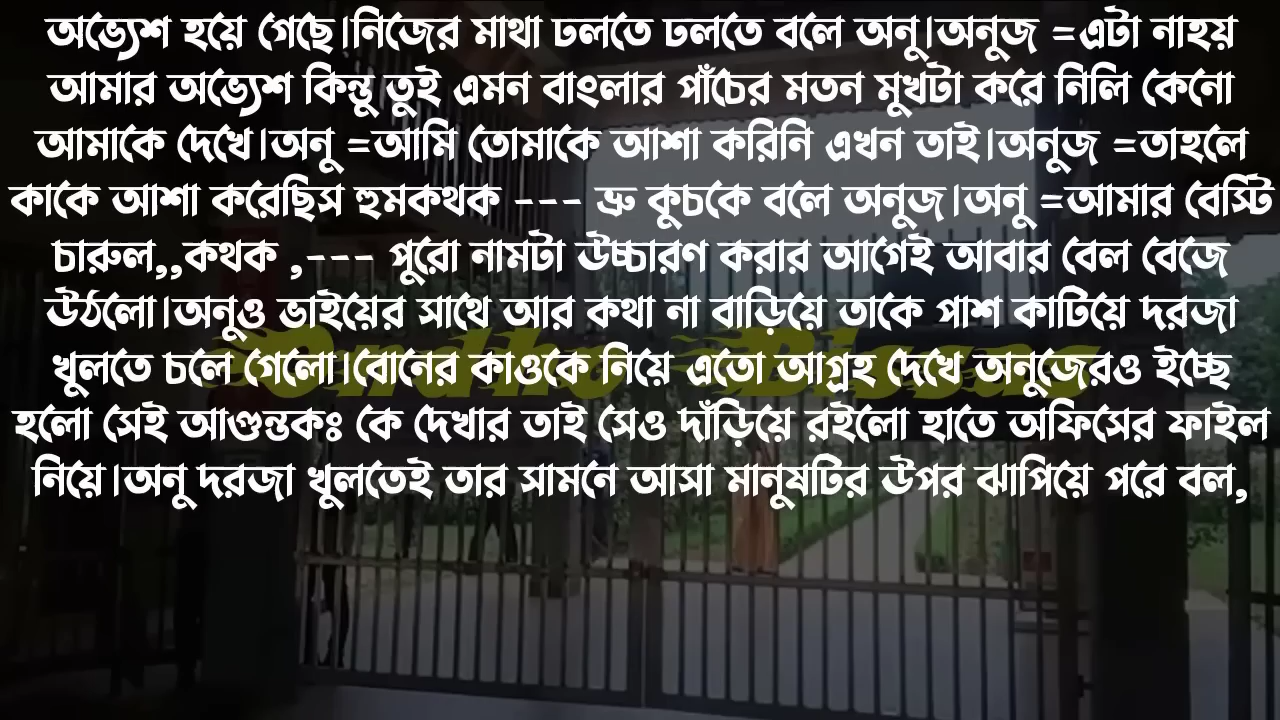 অভ্যেশ হয়ে গেছে।নিজের মাথা ঢলতে ঢলতে বলে অনু।অনুজ =এটা নাহয়
আমার অভ্যেশ কিন্তু তুই এমন বাংলার পাঁচের মতন মুখটা করে নিলি কেনো
আমাকে দেখে।অনু =আমি তোমাকে আশা করিনি এখন তাই।অনুজ =তাহলে
কাকে আশা করেছিস হুমকথক --- ভ্রু কুচকে বলে অনুজ।অনু =আমার বেস্টি
চারুল,,কথক ,--- পুরো নামটা উচ্চারণ করার আগেই আবার বেল বেজে
উঠলো।অনুও ভাইয়ের সাথে আর কথা না বাড়িয়ে তাকে পাশ কাটিয়ে দরজা
খুলতে চলে গেলো।বোনের কাওকে নিয়ে এতো আগ্রহ দেখে অনুজেরও ইচ্ছে
হলো সেই আগুন্তকঃ কে দেখার তাই সেও দাঁড়িয়ে রইলো হাতে অফিসের ফাইল
নিয়ে।অনু দরজা খুলতেই তার সামনে আসা মানুষটির উপর ঝাপিয়ে পরে বল,
Ondho Bissas